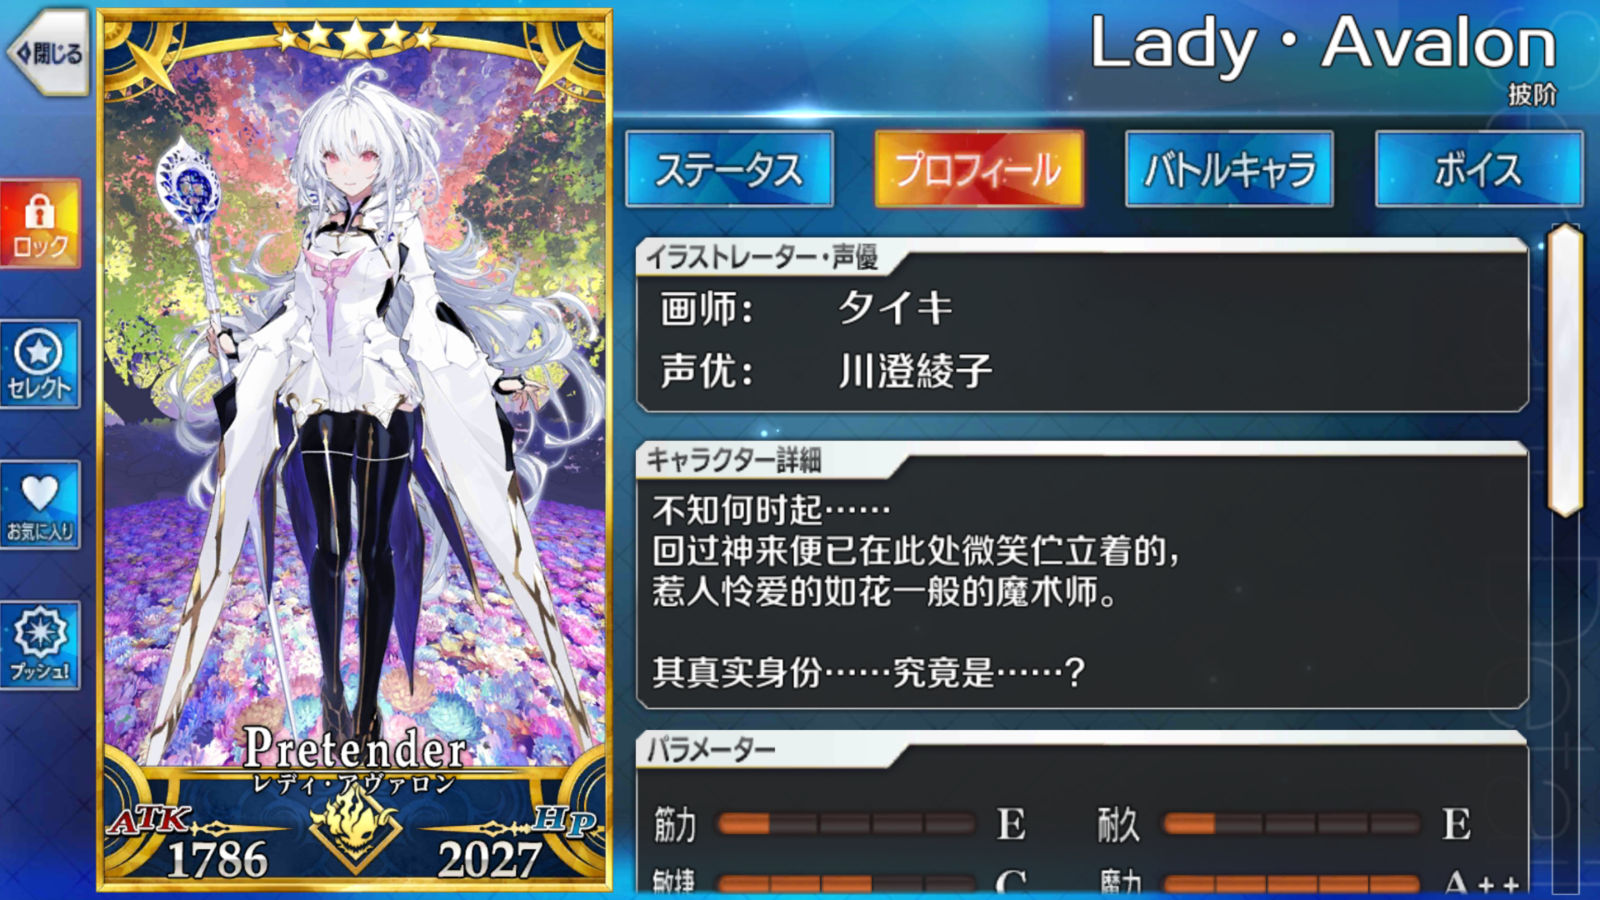 閉じる
ロック
セレクト
お気に入り
プッシュ!
Pretender
レディ・アヴァロン
ATK
HP
1786
2027
Lady・Avalon
披阶
ステータス
プロフィール
バトルキャラ
ボイス
イラストレーター・声優
画师： タイキ
声优： 川澄綾子
キャラクター詳細
不知何时起……
回过神来便已在此处微笑伫立着的，
惹人怜爱的如花一般的魔术师。
其真实身份……究竟是……？
パラメーター
筋力 E 耐久 E
敏捷 C 魔力 A++